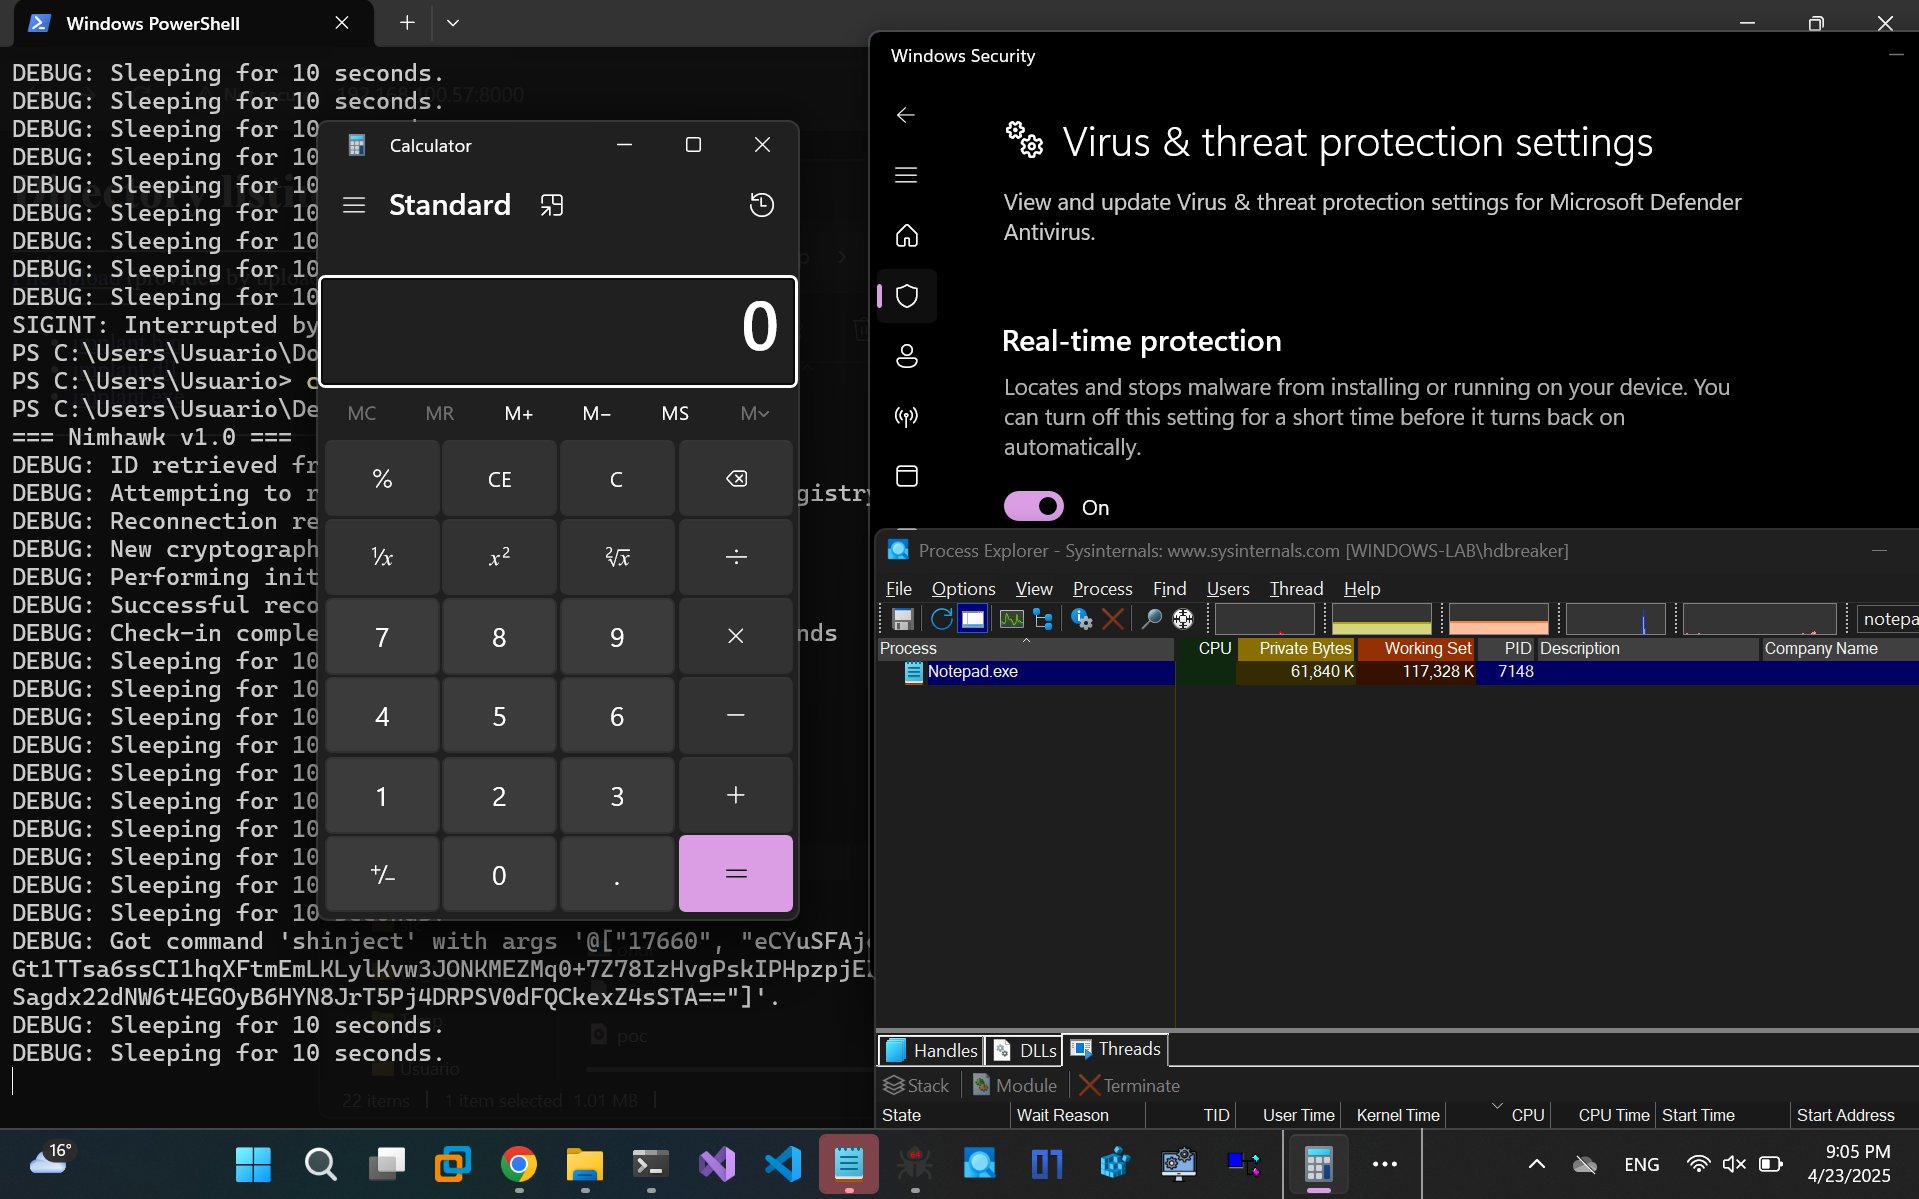 Windows PowerShell
DEBUG: Sleeping for 10 seconds.
DEBUG: Sleeping for 10 seconds.
DEBUG: Sleeping for 10
DEBUG: Sleeping for 10
DEBUG: Sleeping for 10
DEBUG: Sleeping for 10
DEBUG: Sleeping for 10
DEBUG: Sleeping for 10
DEBUG: Sleeping for 10
SIGINT: Interrupted by
PS C:\Users\Usuario\Do
PS C:\Users\Usuario> c
PS C:\Users\Usuario\De
=== Nimhawk v1.0 ===
DEBUG: ID retrieved fr
DEBUG: Attempting to r gistry
DEBUG: Reconnection re
DEBUG: New cryptograph
DEBUG: Performing init
DEBUG: Successful reco
DEBUG: Check-in comple nds
DEBUG: Sleeping for 10
DEBUG: Sleeping for 10
DEBUG: Sleeping for 10
DEBUG: Sleeping for 10
DEBUG: Sleeping for 10
DEBUG: Sleeping for 10
DEBUG: Sleeping for 10
DEBUG: Sleeping for 10
DEBUG: Sleeping for 10
DEBUG: Sleeping for 10 seconds.
DEBUG: Got command 'shinject' with args '@["17660", "eCYuSFAj
Gt1TTsa6ssCI1hqXFtmEmLKLylKvw3JONKMEZMq0+7Z78IzHvgPskIPHpzpjE
Sagdx22dNW6t4EGOyB6HYN8JrT5Pj4DRPSV0dFQCkexZ4sSTA=="]'.
DEBUG: Sleeping for 10 seconds.
DEBUG: Sleeping for 10 seconds.
poc
Usuario
22 items
1 item selected 1.01 MB
Calculator
Standard
0
MC MR M+ M− MS M
% CE C
¹/x x² ²√x ÷
7 8 9 ×
4 5 6 −
1 2 3 +
+/− 0 . =
Windows Security
Virus & threat protection settings
View and update Virus & threat protection settings for Microsoft Defender
Antivirus.
Real-time protection
Locates and stops malware from installing or running on your device. You
can turn off this setting for a short time before it turns back on
automatically.
On
Process Explorer - Sysinternals: www.sysinternals.com [WINDOWS-LAB\hdbreaker]
File Options View Process Find Users Thread Help
notepa
Process CPU Private Bytes Working Set PID Description Company Name
Notepad.exe 61,840 K 117,328 K 7148
Handles DLLs Threads
Stack Module Terminate
State Wait Reason TID User Time Kernel Time CPU CPU Time Start Time Start Address
16°
ENG
9:05 PM
4/23/2025